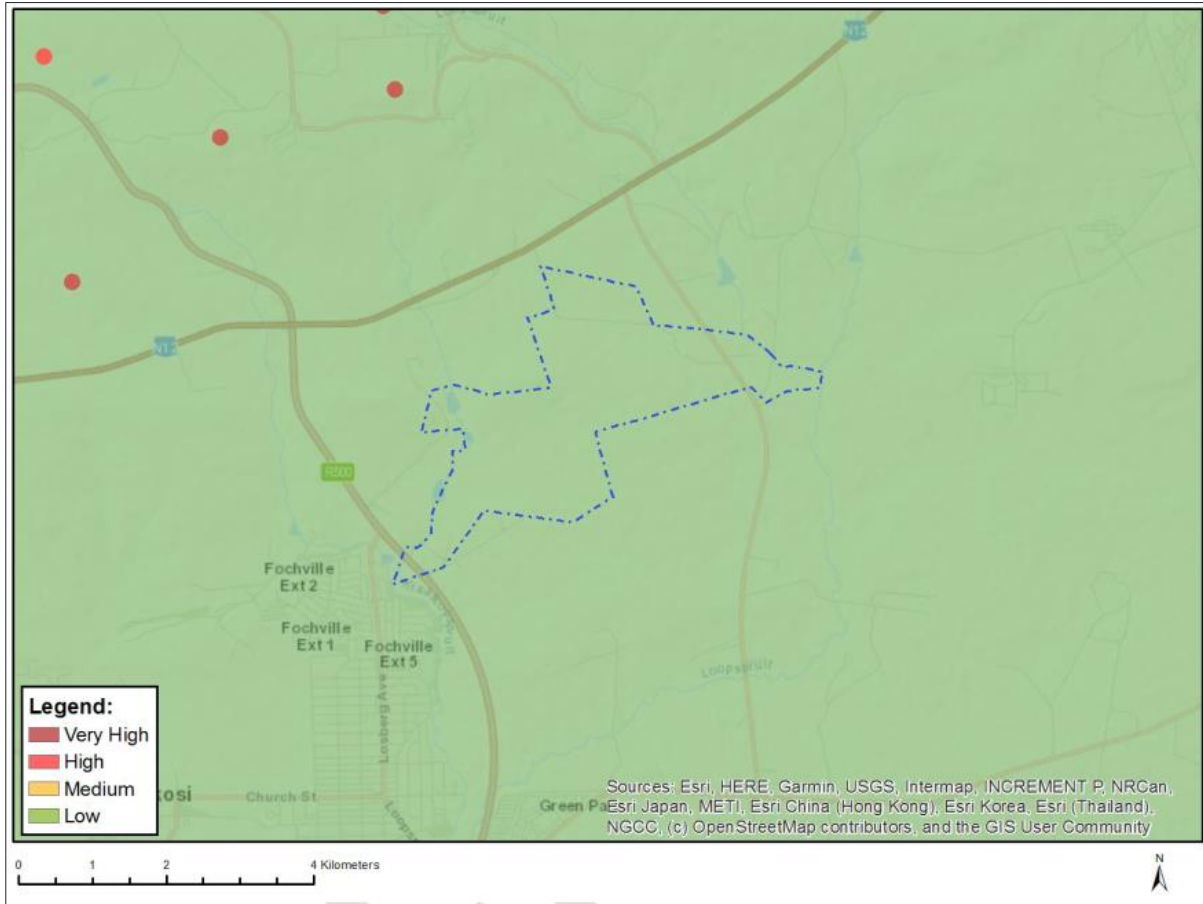 N12
N12
R500
Fochville
Ext 2
Fochville
Ext 1
Fochville
Ext 5
Losberg Ave
Loopspruit
Church St
Legend:
Very High
High
Medium
Low
Sources: Esri, HERE, Garmin, USGS, Intermap, INCREMENT P, NRCan,
Esri Japan, METI, Esri China (Hong Kong), Esri Korea, Esri (Thailand),
NGCC, (c) OpenStreetMap contributors, and the GIS User Community
0 1 2 4 Kilometers
N